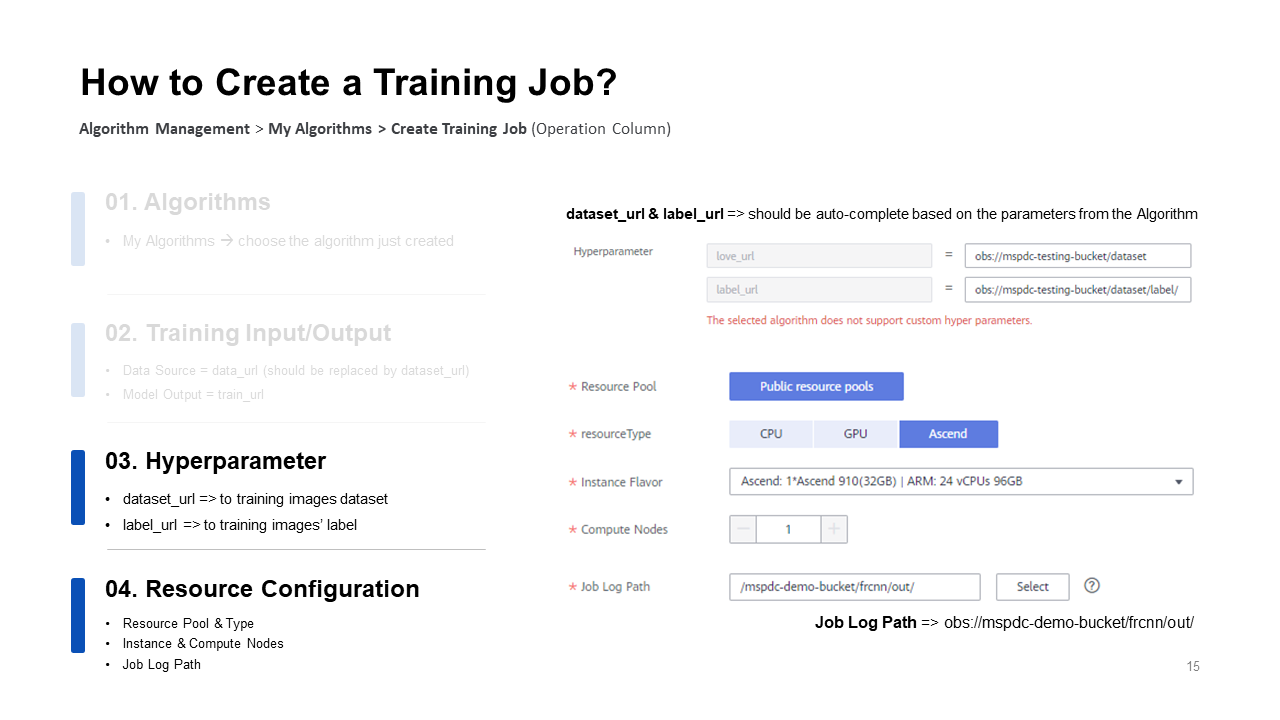 How to Create a Training Job?
Algorithm Management > My Algorithms > Create Training Job (Operation Column)
01. Algorithms
• My Algorithms → choose the algorithm just created
02. Training Input/Output
• Data Source = data_url (should be replaced by dataset_url)
• Model Output = train_url
03. Hyperparameter
• dataset_url => to training images dataset
• label_url => to training images' label
04. Resource Configuration
• Resource Pool & Type
• Instance & Compute Nodes
• Job Log Path
dataset_url & label_url => should be auto-complete based on the parameters from the Algorithm
Hyperparameter love_url = obs://mspdc-testing-bucket/dataset
label_url = obs://mspdc-testing-bucket/dataset/label/
The selected algorithm does not support custom hyper parameters.
* Resource Pool Public resource pools
* resourceType CPU GPU Ascend
* Instance Flavor Ascend: 1*Ascend 910(32GB) | ARM: 24 vCPUs 96GB
* Compute Nodes — 1 +
* Job Log Path /mspdc-demo-bucket/frcnn/out/ Select ?
Job Log Path => obs://mspdc-demo-bucket/frcnn/out/
15